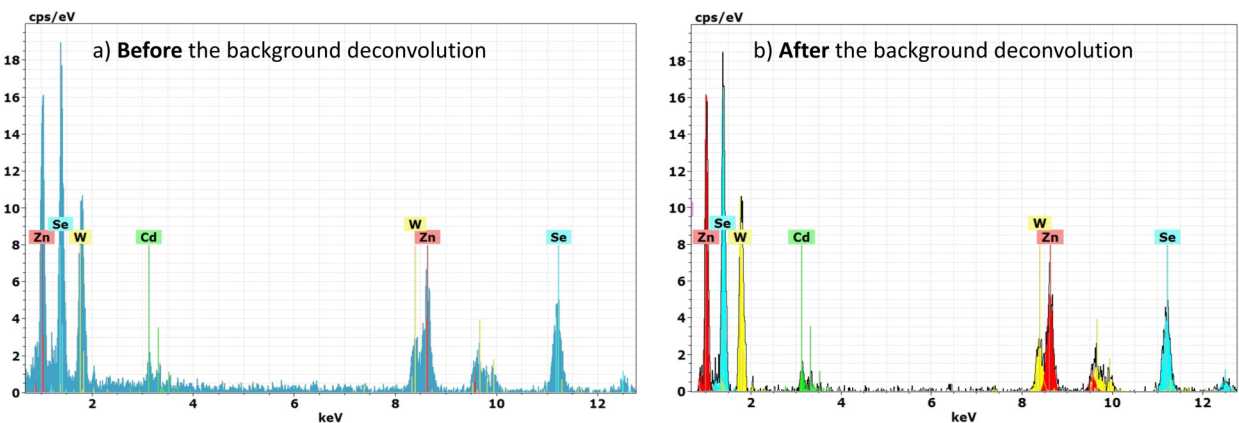 cps/eV
a) Before the background deconvolution
18
16
14
12
10
8
6
4
2
0
Se
Zn
W
Cd
W
Zn
Se
2
4
6
8
10
12
keV
cps/eV
b) After the background deconvolution
18
16
14
12
10
8
6
4
2
0
Se
Zn
W
Cd
W
Zn
Se
2
4
6
8
10
12
keV